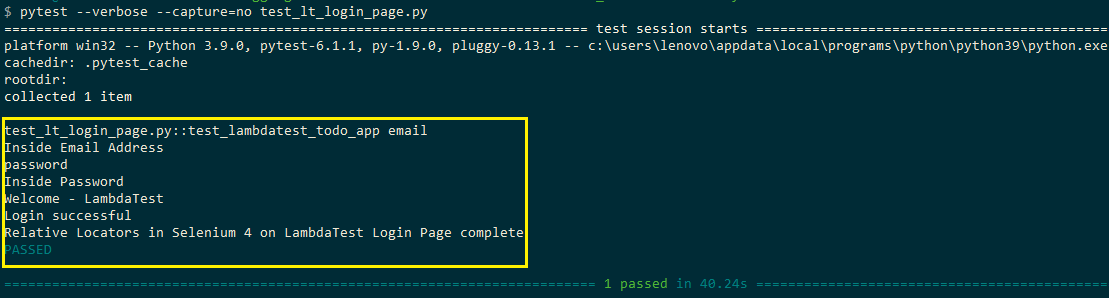 $ pytest --verbose --capture=no test_lt_login_page.py
========================================================================= test session starts ============================================
platform win32 -- Python 3.9.0, pytest-6.1.1, py-1.9.0, pluggy-0.13.1 -- c:\users\lenovo\appdata\local\programs\python\python39\python.exe
cachedir: .pytest_cache
rootdir:
collected 1 item
test_lt_login_page.py::test_lambdatest_todo_app email
Inside Email Address
password
Inside Password
Welcome - LambdaTest
Login successful
Relative Locators in Selenium 4 on LambdaTest Login Page complete
PASSED
========================================================================== 1 passed in 40.24s ============================================